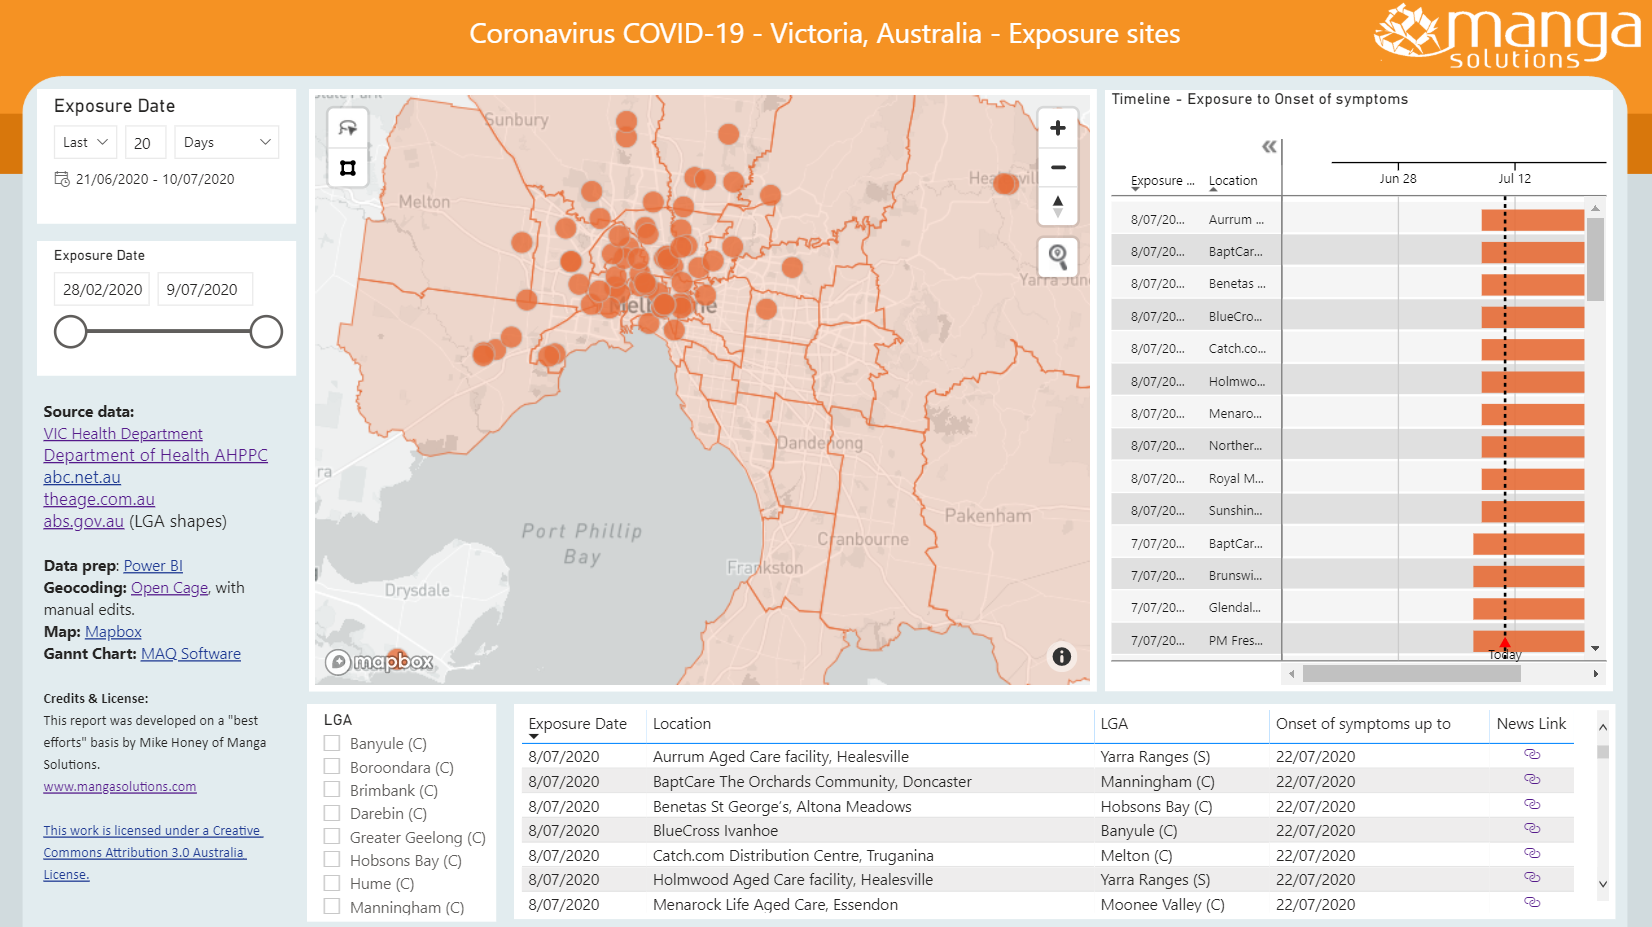 Coronavirus COVID-19 - Victoria, Australia - Exposure sites
manga
solutions
Exposure Date
Last
20
Days
21/06/2020 - 10/07/2020
Exposure Date
28/02/2020
9/07/2020
Source data:
VIC Health Department
Department of Health AHPPC
abc.net.au
theage.com.au
abs.gov.au (LGA shapes)
Data prep: Power BI
Geocoding: Open Cage, with
manual edits.
Map: Mapbox
Gannt Chart: MAQ Software
Credits & License:
This report was developed on a "best
efforts" basis by Mike Honey of Manga
Solutions.
www.mangasolutions.com
This work is licensed under a Creative
Commons Attribution 3.0 Australia
License.
Sunbury
Melton
Dandenong
Pakenham
Cranbourne
Frankston
Port Phillip
Bay
Drysdale
mapbox
Timeline - Exposure to Onset of symptoms
Exposure ... Location
Jun 28
Jul 12
8/07/20... Aurrum ...
8/07/20... BaptCar...
8/07/20... Benetas ...
8/07/20... BlueCro...
8/07/20... Catch.co...
8/07/20... Holmwo...
8/07/20... Menaro...
8/07/20... Norther...
8/07/20... Royal M...
8/07/20... Sunshin...
7/07/20... BaptCar...
7/07/20... Brunswi...
7/07/20... Glendal...
7/07/20... PM Fres...
Today
LGA
Banyule (C)
Boroondara (C)
Brimbank (C)
Darebin (C)
Greater Geelong (C)
Hobsons Bay (C)
Hume (C)
Manningham (C)
Exposure Date Location LGA Onset of symptoms up to News Link
8/07/2020 Aurrum Aged Care facility, Healesville Yarra Ranges (S) 22/07/2020
8/07/2020 BaptCare The Orchards Community, Doncaster Manningham (C) 22/07/2020
8/07/2020 Benetas St George’s, Altona Meadows Hobsons Bay (C) 22/07/2020
8/07/2020 BlueCross Ivanhoe Banyule (C) 22/07/2020
8/07/2020 Catch.com Distribution Centre, Truganina Melton (C) 22/07/2020
8/07/2020 Holmwood Aged Care facility, Healesville Yarra Ranges (S) 22/07/2020
8/07/2020 Menarock Life Aged Care, Essendon Moonee Valley (C) 22/07/2020